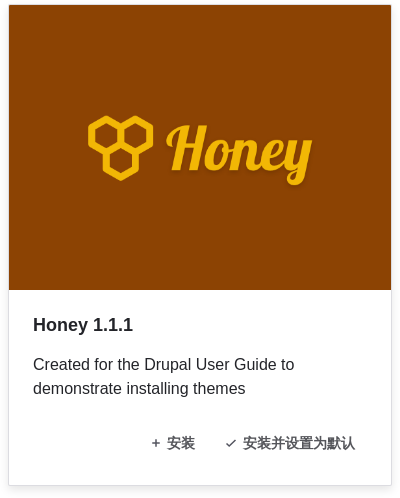 Honey
Honey 1.1.1
Created for the Drupal User Guide to
demonstrate installing themes
+ 安装 ✓ 安装并设置为默认